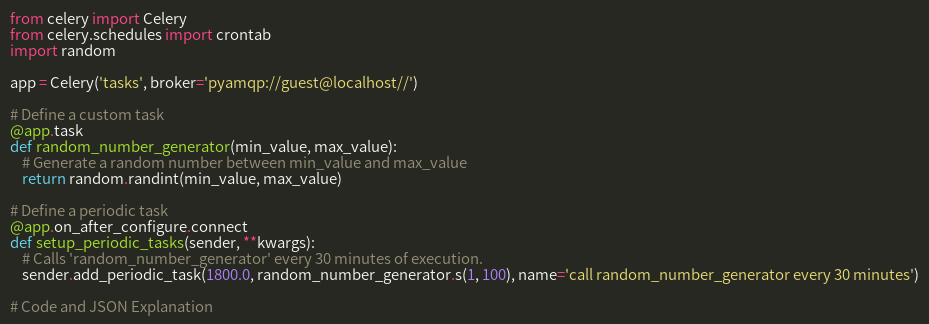 from celery import Celery
from celery.schedules import crontab
import random
app = Celery('tasks', broker='pyamqp://guest@localhost//')
# Define a custom task
@app.task
def random_number_generator(min_value, max_value):
# Generate a random number between min_value and max_value
return random.randint(min_value, max_value)
# Define a periodic task
@app.on_after_configure.connect
def setup_periodic_tasks(sender, **kwargs):
# Calls 'random_number_generator' every 30 minutes of execution.
sender.add_periodic_task(1800.0, random_number_generator.s(1, 100), name='call random_number_generator every 30 minutes')
# Code and JSON Explanation